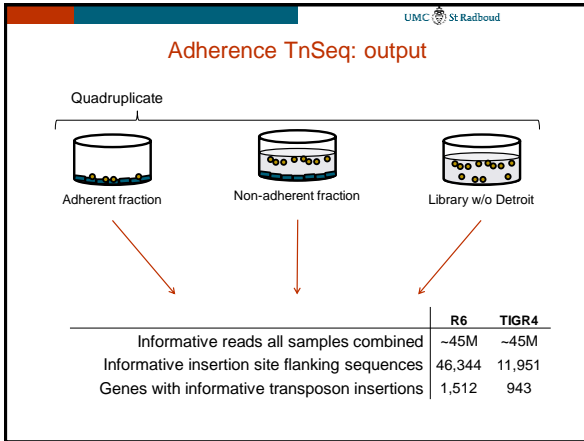 UMC St Radboud
Adherence TnSeq: output
Quadruplicate
Adherent fraction
Non-adherent fraction
Library w/o Detroit
R6 TIGR4
Informative reads all samples combined ~45M ~45M
Informative insertion site flanking sequences 46,344 11,951
Genes with informative transposon insertions 1,512 943